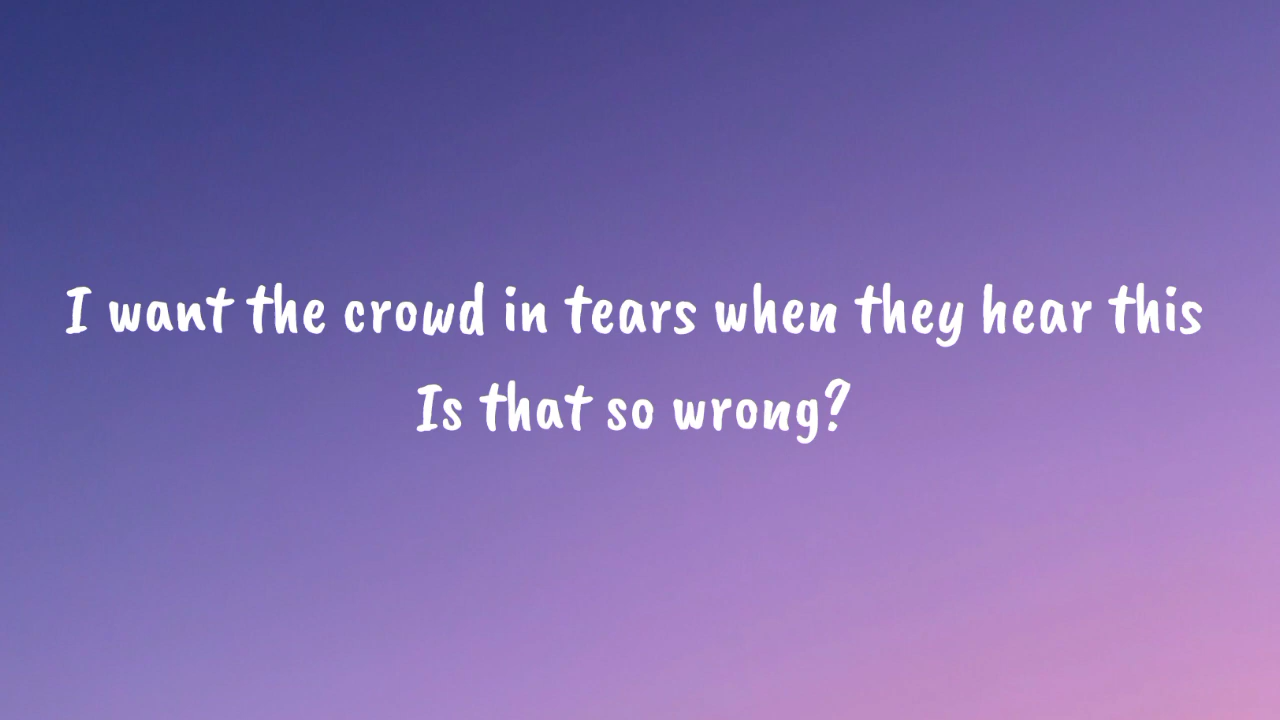 I want the crowd in tears when they hear this
Is that so wrong?